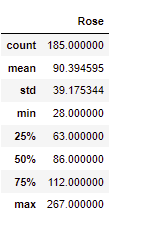 Rose
count 185.000000
mean 90.394595
std 39.175344
min 28.000000
25% 63.000000
50% 86.000000
75% 112.000000
max 267.000000